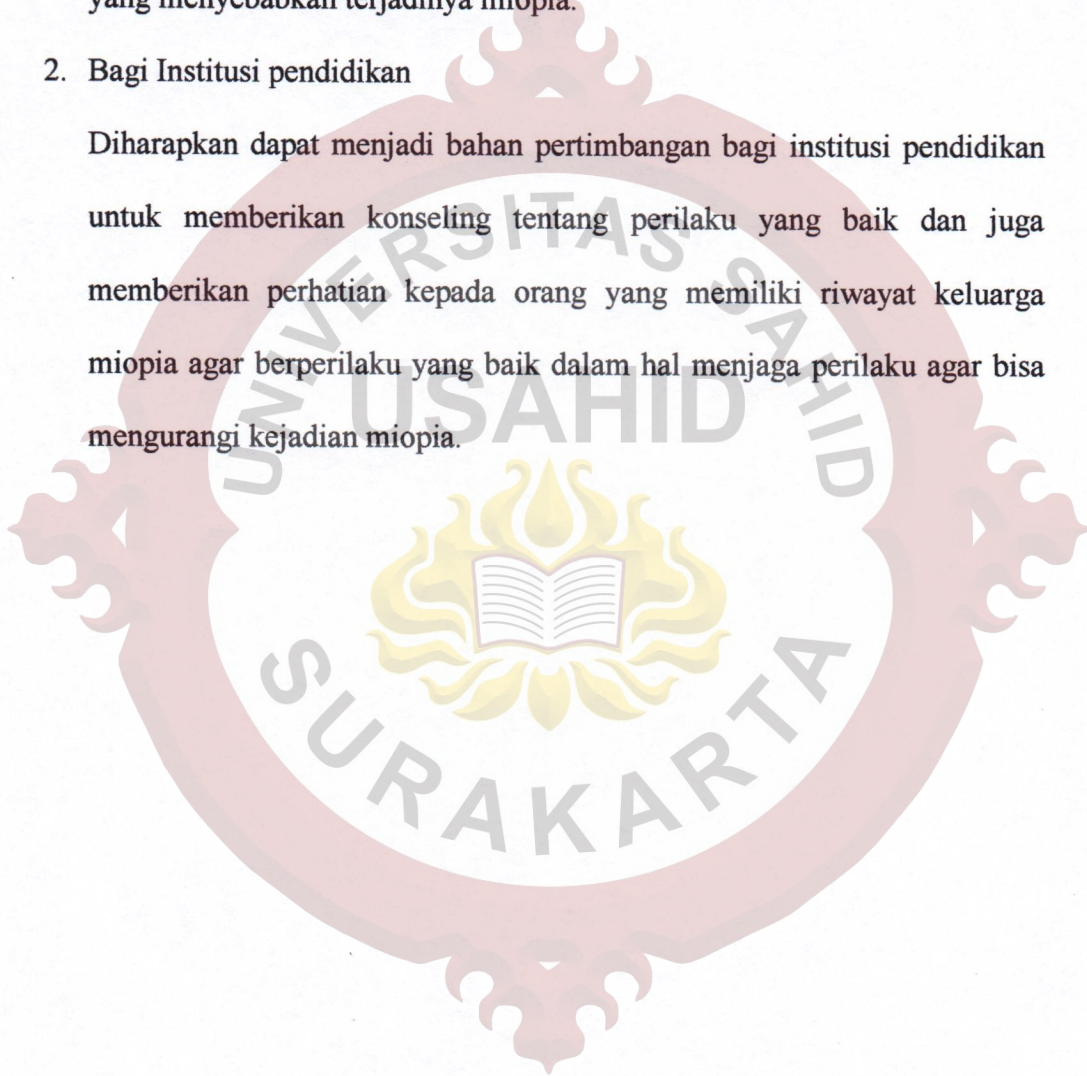 yang menyebabkan terjadinya miopia.
2. Bagi Institusi pendidikan
Diharapkan dapat menjadi bahan pertimbangan bagi institusi pendidikan
untuk memberikan konseling tentang perilaku yang baik dan juga
memberikan perhatian kepada orang yang memiliki riwayat keluarga
miopia agar berperilaku yang baik dalam hal menjaga perilaku agar bisa
mengurangi kejadian miopia.
UNIVERSITAS SAHID
USAHID
SURAKARTA